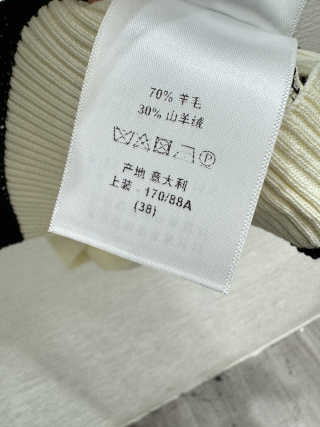 70% 羊毛
30% 山羊绒
P
产地 意大利
上装 - 170/88A
(38)